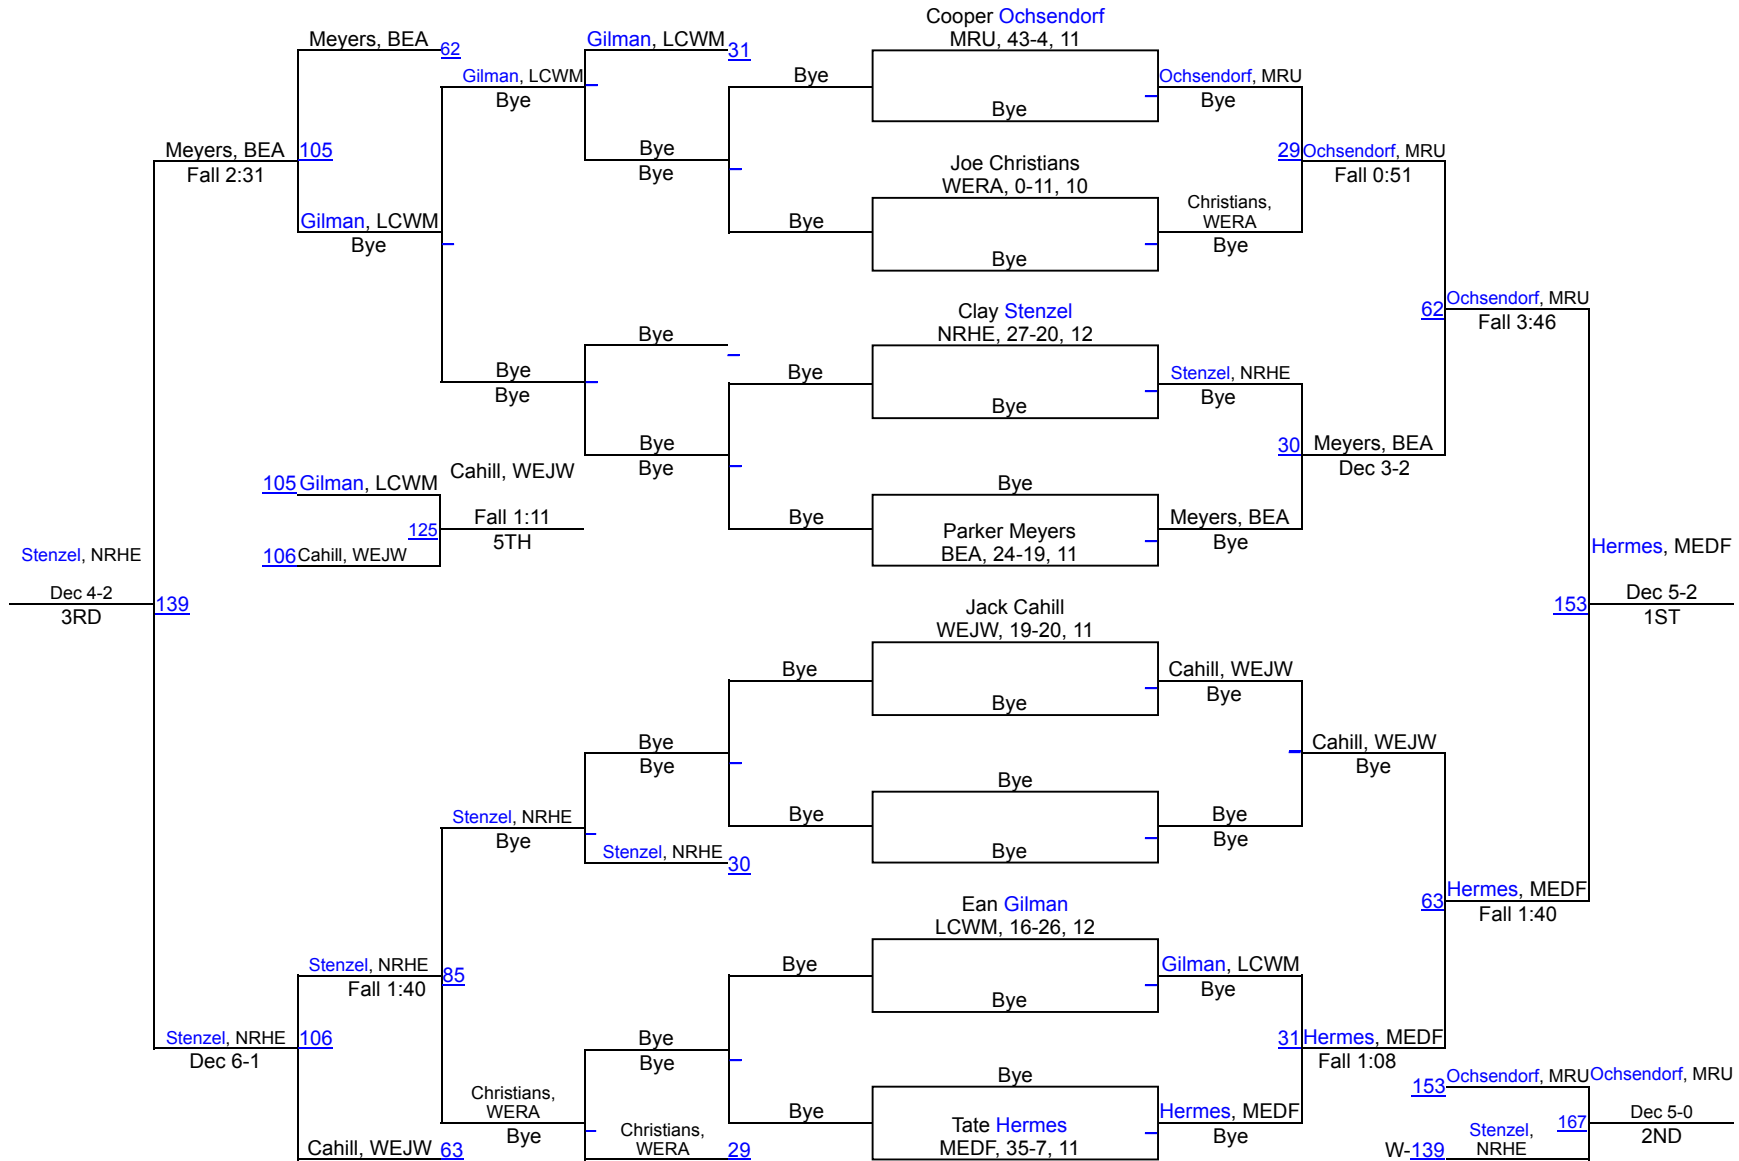 Cooper Ochsendorf
MRU, 43-4, 11
Bye
Joe Christians
WERA, 0-11, 10
Bye
Clay Stenzel
NRHE, 27-20, 12
Bye
Bye
Parker Meyers
BEA, 24-19, 11
Jack Cahill
WEJW, 19-20, 11
Bye
Bye
Bye
Ean Gilman
LCWM, 16-26, 12
Bye
Bye
Tate Hermes
MEDF, 35-7, 11
Ochsendorf, MRU
Bye
Christians,
WERA
Bye
Stenzel, NRHE
Bye
Meyers, BEA
Bye
Cahill, WEJW
Bye
Bye
Bye
Gilman, LCWM
Bye
Hermes, MEDF
Bye
29 Ochsendorf, MRU
Fall 0:51
30 Meyers, BEA
Dec 3-2
Cahill, WEJW
Bye
31 Hermes, MEDF
Fall 1:08
62 Ochsendorf, MRU
Fall 3:46
63 Hermes, MEDF
Fall 1:40
Hermes, MEDF
153 Dec 5-2
1ST
153 Ochsendorf, MRU
W-139 Stenzel,
NRHE
Ochsendorf, MRU
167 Dec 5-0
2ND
Bye
Bye
Bye
Bye
Bye
Bye
Bye
Bye
Gilman, LCWM 31
Bye
Bye
Bye
Bye
Bye
Bye
Bye
Stenzel, NRHE 30
Bye
Bye
Christians,
WERA 29
Gilman, LCWM
Bye
Bye
Bye
Stenzel, NRHE
Bye
Christians,
WERA
Bye
Meyers, BEA 62
Gilman, LCWM
Bye
Stenzel, NRHE
Fall 1:40 85
Cahill, WEJW 63
Meyers, BEA 105
Fall 2:31
Stenzel, NRHE 106
Dec 6-1
Stenzel, NRHE
Dec 4-2 139
3RD
105 Gilman, LCWM
106 Cahill, WEJW
Cahill, WEJW
125 Fall 1:11
5TH